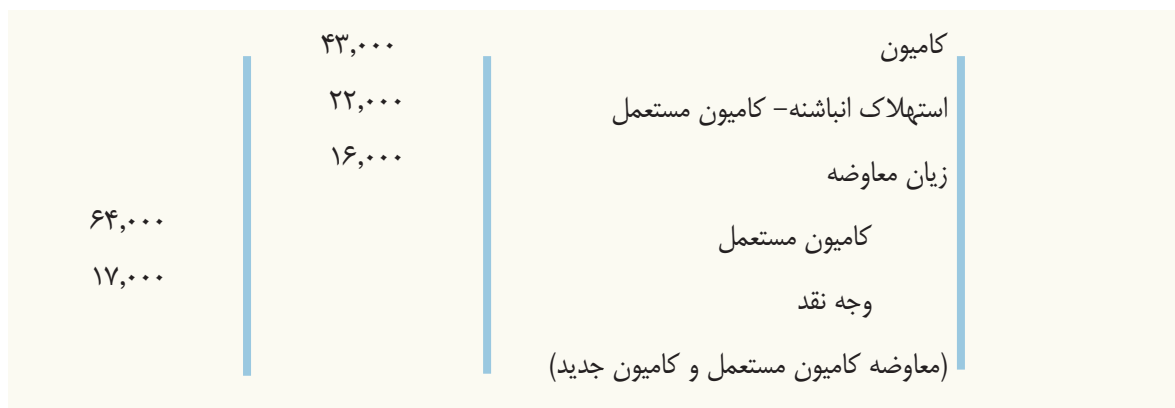 کامیون ۴۳,۰۰۰
استهلاک انباشنه- کامیون مستعمل ۲۲,۰۰۰
زیان معاوضه ۱۶,۰۰۰
کامیون مستعمل ۶۴,۰۰۰
وجه نقد ۱۷,۰۰۰
(معاوضه کامیون مستعمل و کامیون جدید)